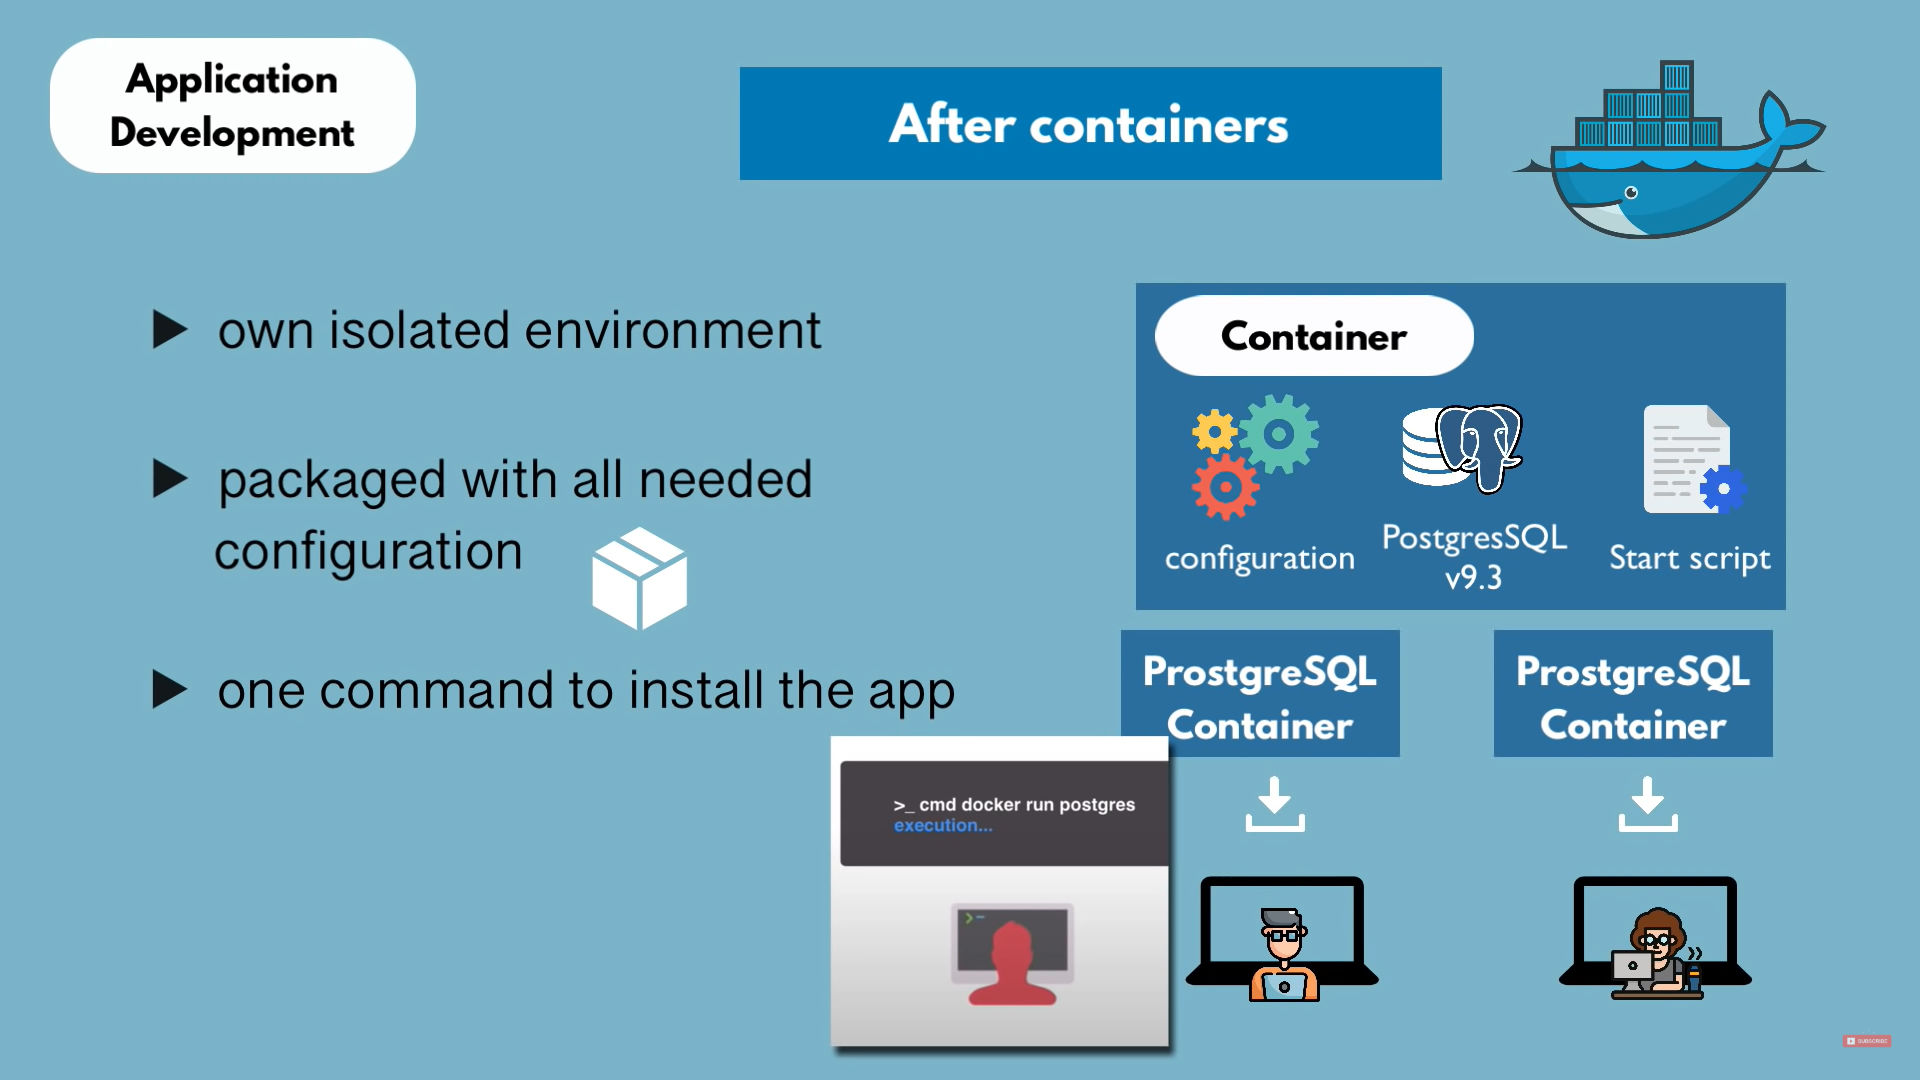 Application
Development
After containers
own isolated environment
packaged with all needed
configuration
one command to install the app
Container
configuration
PostgresSQL
v9.3
Start script
ProstgreSQL
Container
ProstgreSQL
Container
>_ cmd docker run postgres
execution...
SUBSCRIBE